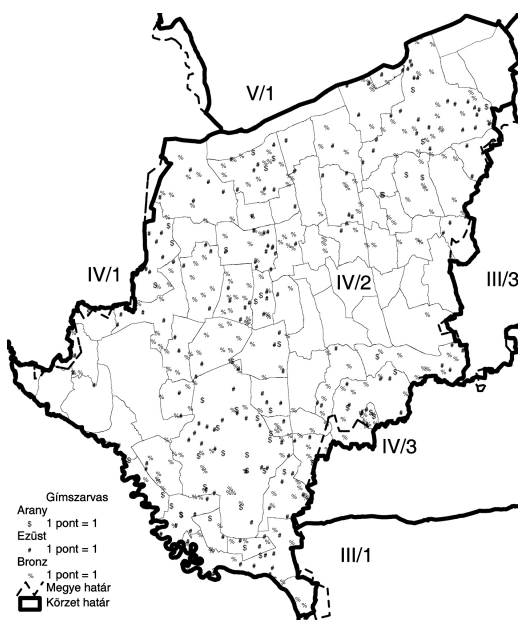 V/1
IV/1
IV/2
III/3
IV/3
III/1
Gímszarvas
Arany
$ 1 pont = 1
Ezüst
# 1 pont = 1
Bronz
% 1 pont = 1
Megye határ
Körzet határ